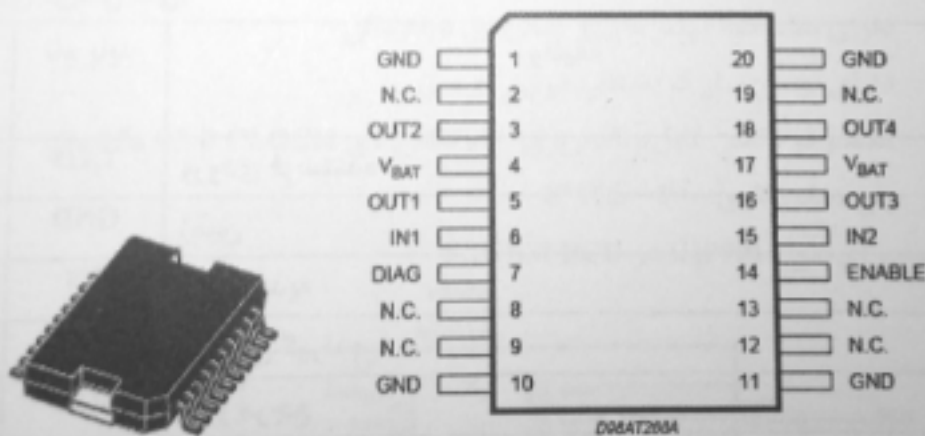 GND 1 20 GND
N.C. 2 19 N.C.
OUT2 3 18 OUT4
VBAT 4 17 VBAT
OUT1 5 16 OUT3
IN1 6 15 IN2
DIAG 7 14 ENABLE
N.C. 8 13 N.C.
N.C. 9 12 N.C.
GND 10 11 GND
D98AT266A